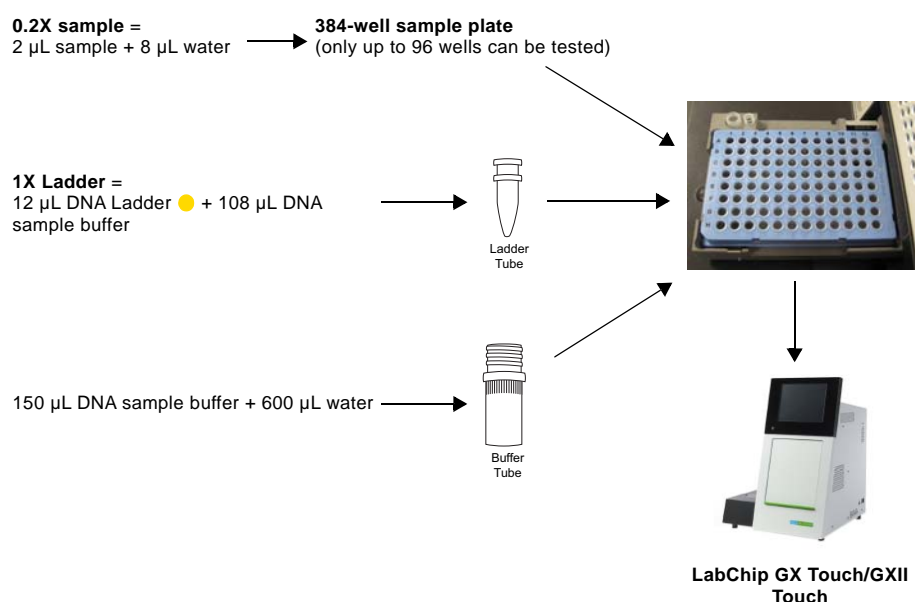 0.2X sample =
2 µL sample + 8 µL water
384-well sample plate
(only up to 96 wells can be tested)
1X Ladder =
12 µL DNA Ladder + 108 µL DNA
sample buffer
Ladder
Tube
150 µL DNA sample buffer + 600 µL water
Buffer
Tube
LabChip GX Touch/GXII
Touch